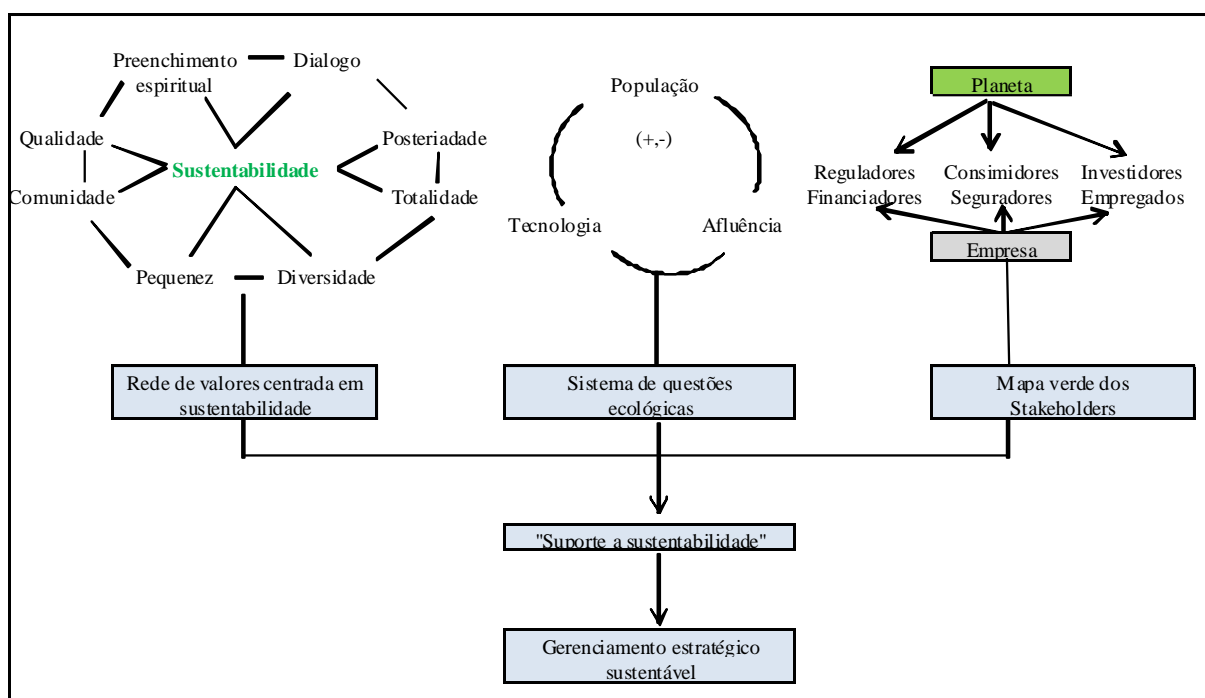 Preenchimento
espiritual
Dialogo
Qualidade
Posteriadade
Sustentabilidade
Comunidade
Totalidade
Pequenez
Diversidade
Rede de valores centrada em
sustentabilidade
População
(+,-)
Tecnologia
Afluência
Sistema de questões
ecológicas
Planeta
Reguladores
Financiadores
Consimidores
Seguradores
Investidores
Empregados
Empresa
Mapa verde dos
Stakeholders
"Suporte a sustentabilidade"
Gerenciamento estratégico
sustentável